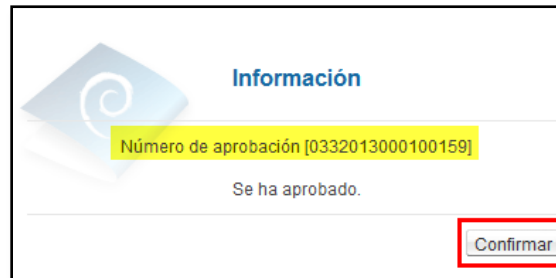 Información
Número de aprobación [0332013000100159]
Se ha aprobado.
Confirmar